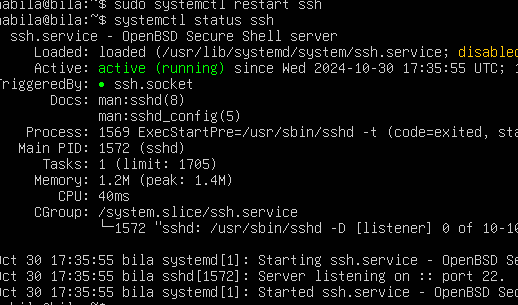 nabila@bila:~$ sudo systemctl restart ssh
nabila@bila:~$ systemctl status ssh
ssh.service - OpenBSD Secure Shell server
Loaded: loaded (/usr/lib/systemd/system/ssh.service; disabled
Active: active (running) since Wed 2024-10-30 17:35:55 UTC; 1
TriggeredBy: ● ssh.socket
Docs: man:sshd(8)
man:sshd_config(5)
Process: 1569 ExecStartPre=/usr/sbin/sshd -t (code=exited, sta
Main PID: 1572 (sshd)
Tasks: 1 (limit: 1705)
Memory: 1.2M (peak: 1.4M)
CPU: 40ms
CGroup: /system.slice/ssh.service
└─1572 "sshd: /usr/sbin/sshd -D [listener] 0 of 10-10
Oct 30 17:35:55 bila systemd[1]: Starting ssh.service - OpenBSD Se
Oct 30 17:35:55 bila sshd[1572]: Server listening on :: port 22.
Oct 30 17:35:55 bila systemd[1]: Started ssh.service - OpenBSD Sec
nabila@bila:~$